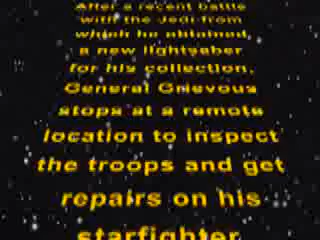 After a recent battle
with the Jedi from
which he obtained
a new lightsaber
for his collection,
General Grievous
stops at a remote
location to inspect
the troops and get
repairs on his
starfighter